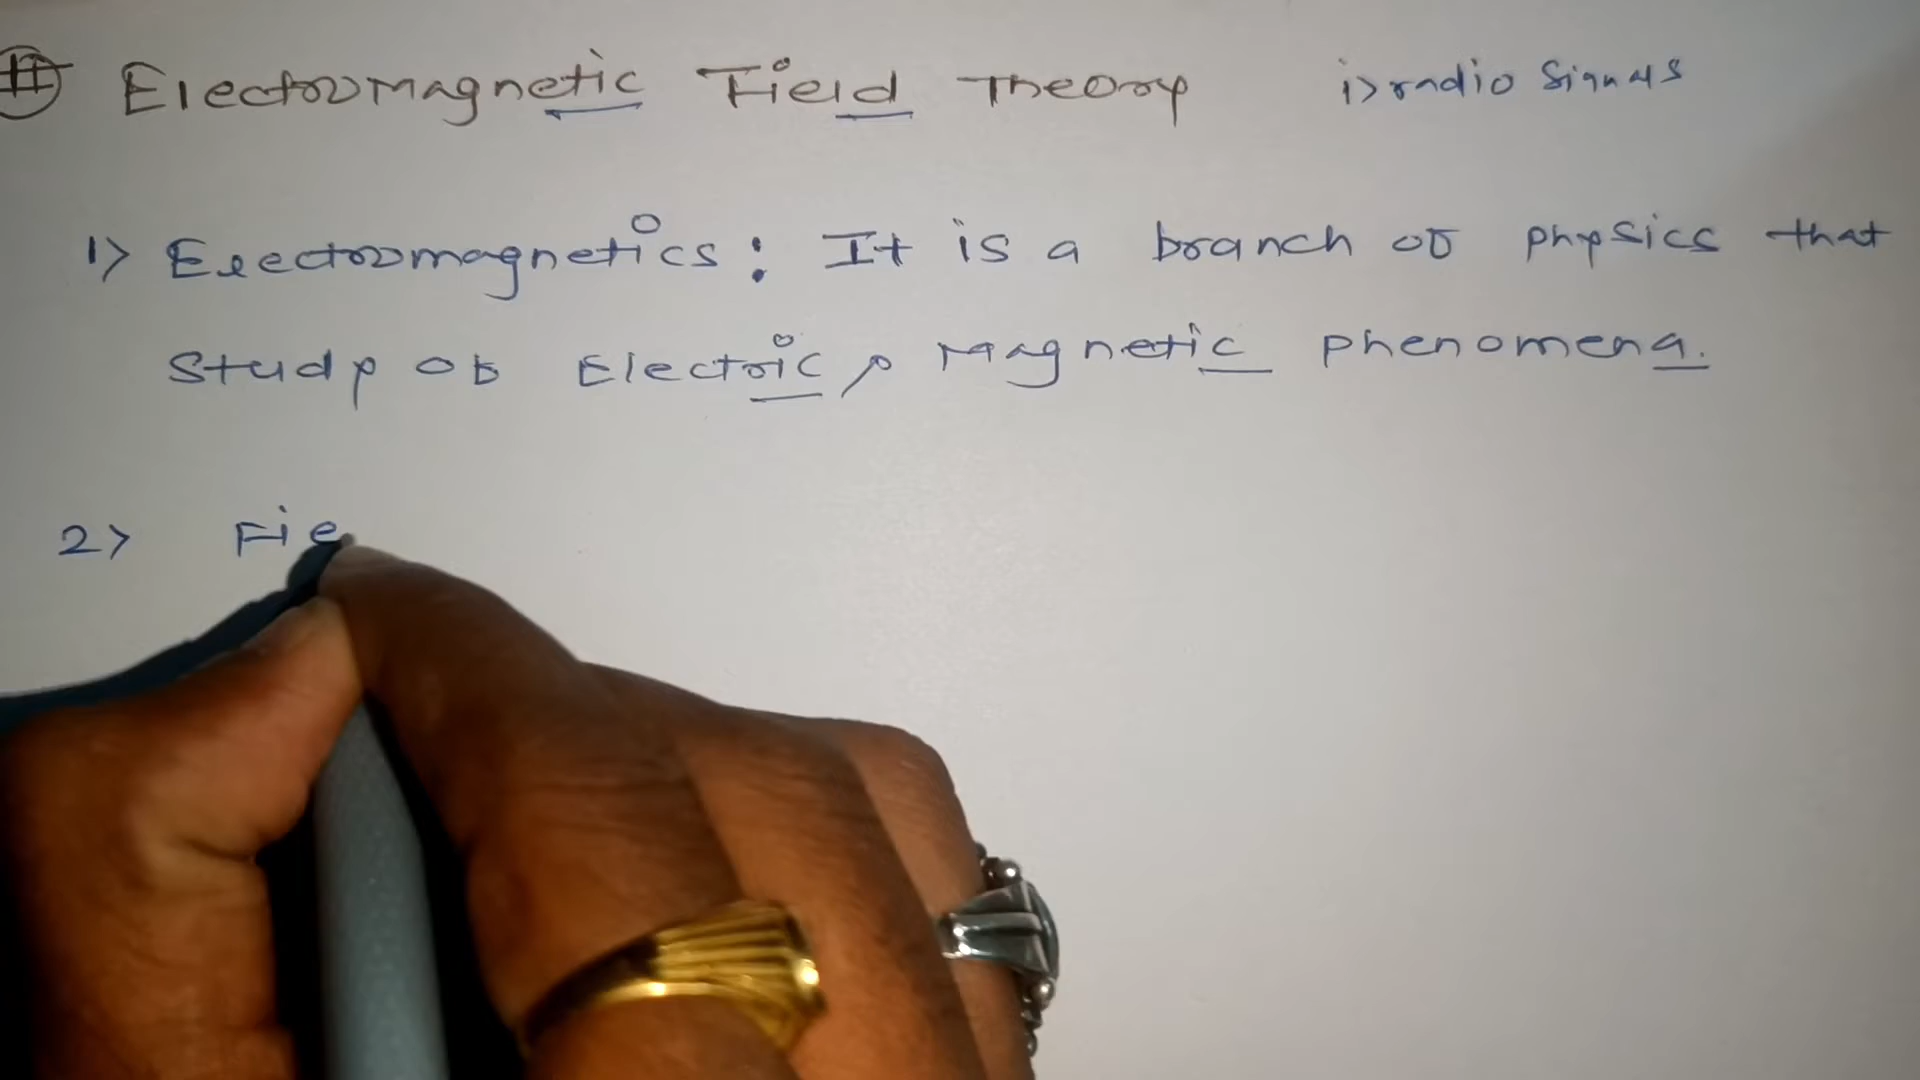 # Electromagnetic Field Theory
i> radio Signals
1> Electromagnetics: It is a branch of physics that
Study of Electric, Magnetic phenomena.
2> Fie